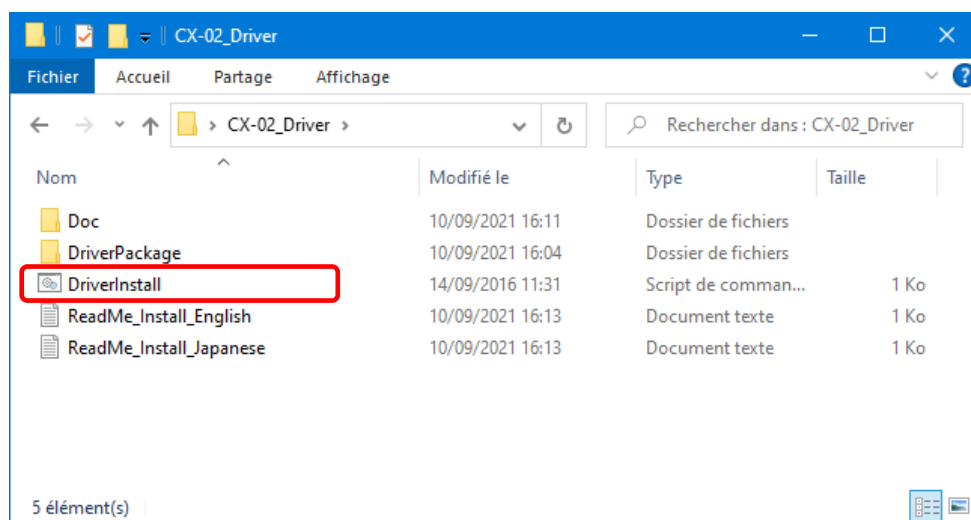 CX-02_Driver
Fichier Accueil Partage Affichage ?
CX-02_Driver Rechercher dans : CX-02_Driver
Nom Modifié le Type Taille
Doc 10/09/2021 16:11 Dossier de fichiers
DriverPackage 10/09/2021 16:04 Dossier de fichiers
DriverInstall 14/09/2016 11:31 Script de comman... 1 Ko
ReadMe_Install_English 10/09/2021 16:13 Document texte 1 Ko
ReadMe_Install_Japanese 10/09/2021 16:13 Document texte 1 Ko
5 élément(s)